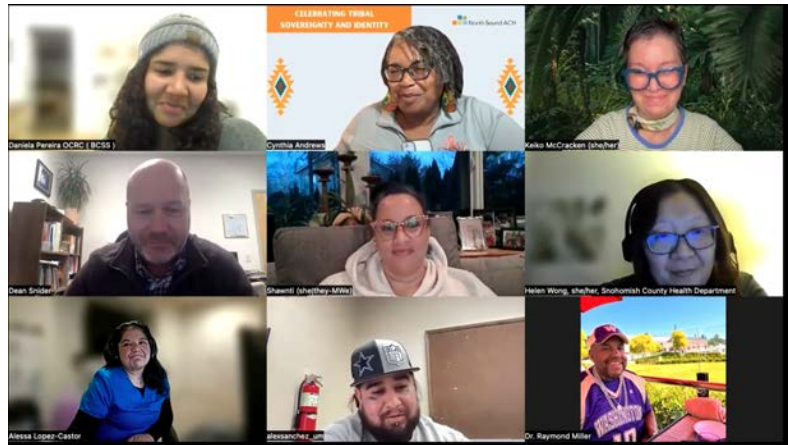 CELEBRATING TRIBAL
SOVEREIGNTY AND IDENTITY
North Sound ACH
Daniela Pereira OCRC ( BCSS )
Cynthia Andrews
Keiko McCracken (she/her)
Dean Snider
Shawnti (she/they-MWe)
Helen Wong, she/her, Snohomish County Health Department
NFL
WASHINGTON
Alessa Lopez-Castor
alexsanchez_um
Dr. Raymond Miller